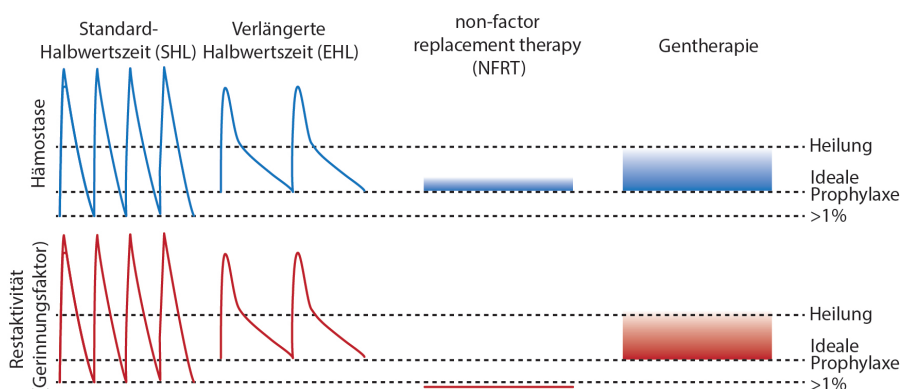 Standard-
Halbwertszeit (SHL)
Verlängerte
Halbwertszeit (EHL)
non-factor
replacement therapy
(NFRT)
Gentherapie
Hämostase
Heilung
Ideale
Prophylaxe
>1%
Restaktivität
Gerinnungsfaktor)
Heilung
Ideale
Prophylaxe
>1%